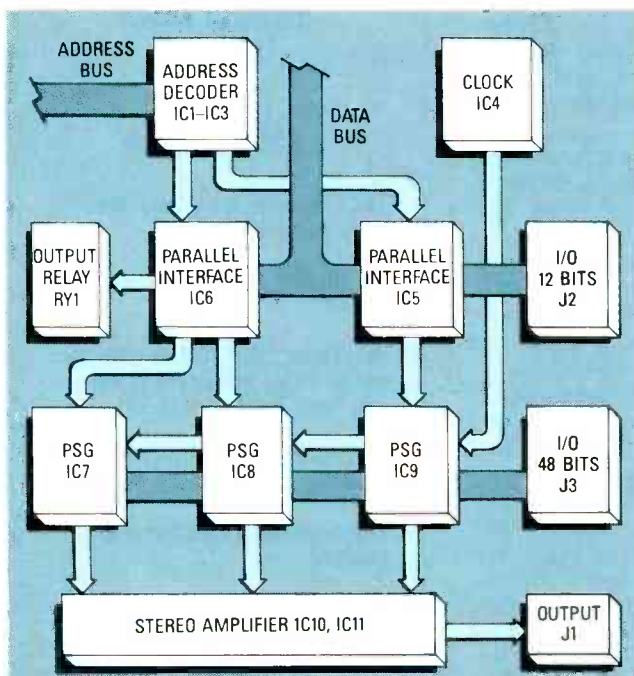 ADDRESS
BUS
ADDRESS
DECODER
IC1–IC3
DATA
BUS
CLOCK
IC4
OUTPUT
RELAY
RY1
PARALLEL
INTERFACE
IC6
PARALLEL
INTERFACE
IC5
I/O
12 BITS
J2
PSG
IC7
PSG
IC8
PSG
IC9
I/O
48 BITS
J3
STEREO AMPLIFIER 1C10, IC11
OUTPUT
J1